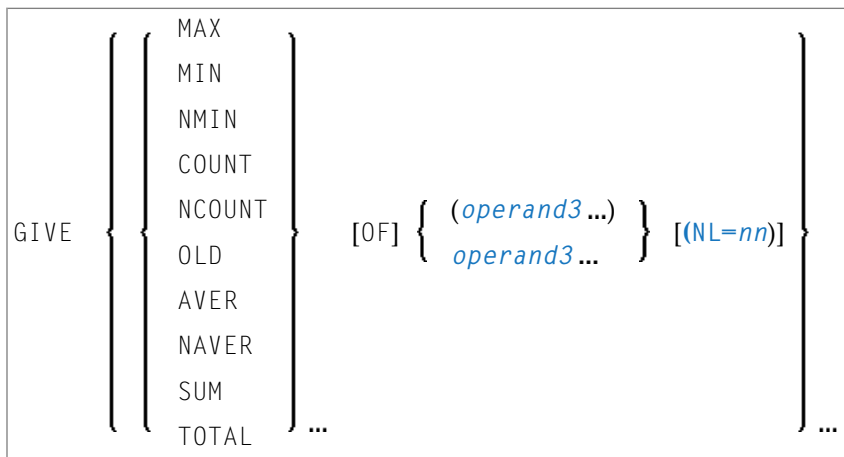 MAX
MIN
NMIN
COUNT (operand3 ...)
NCOUNT
GIVE [OF] [(NL=nn)]
OLD operand3 ...
AVER
NAVER
SUM
TOTAL ... ...